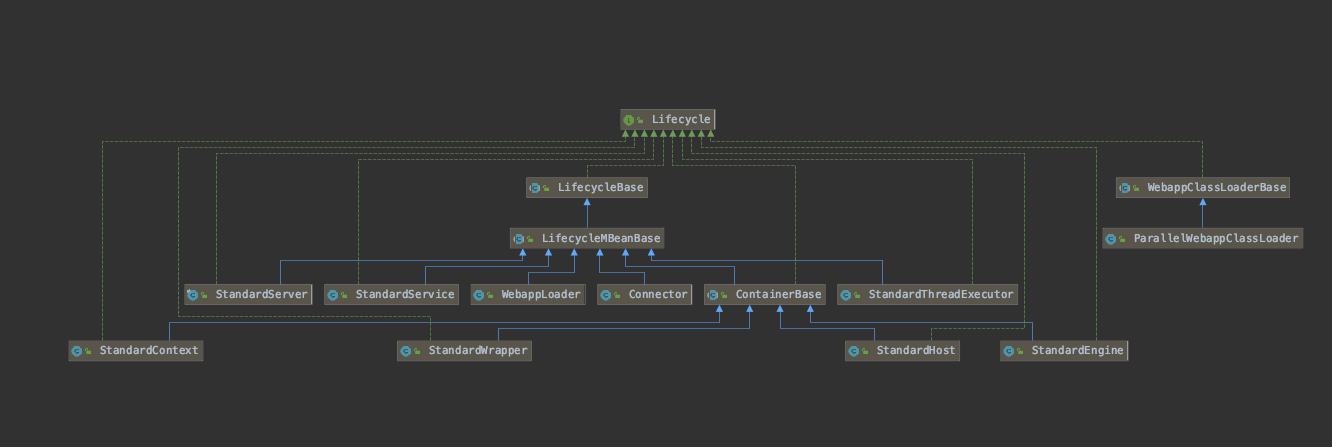 Lifecycle
LifecycleBase
WebappClassLoaderBase
LifecycleMBeanBase
ParallelWebappClassLoader
StandardServer
StandardService
WebappLoader
Connector
ContainerBase
StandardThreadExecutor
StandardContext
StandardWrapper
StandardHost
StandardEngine